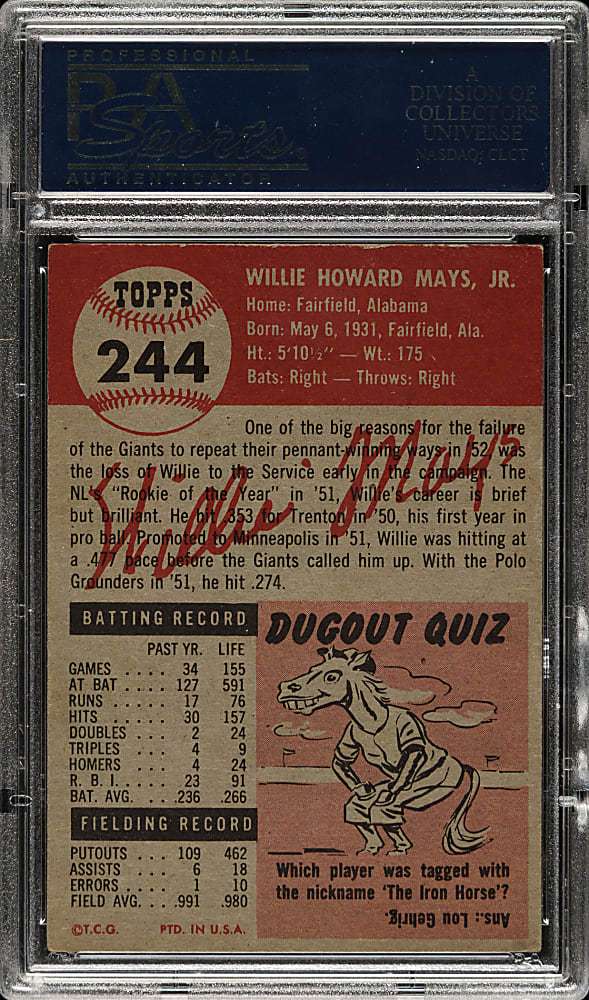 PROFESSIONAL
PSA
Sports
AUTHENTICATOR
A
DIVISION OF
COLLECTORS
UNIVERSE
NASDAQ: CLCT
TOPPS
244
WILLIE HOWARD MAYS, JR.
Home: Fairfield, Alabama
Born: May 6, 1931, Fairfield, Ala.
Ht.: 5'10½" — Wt.: 175
Bats: Right — Throws: Right
One of the big reasons for the failure
of the Giants to repeat their pennant-winning ways in '52, was
the loss of Willie to the Service early in the campaign. The
NL's "Rookie of the Year" in '51, Willie's career is brief
but brilliant. He hit .353 for Trenton in '50, his first year in
pro ball. Promoted to Minneapolis in '51, Willie was hitting at
a .477 pace before the Giants called him up. With the Polo
Grounders in '51, he hit .274.
Willie Mays
BATTING RECORD
PAST YR. LIFE
GAMES .... 34 155
AT BAT .... 127 591
RUNS ..... 17 76
HITS ..... 30 157
DOUBLES ... 2 24
TRIPLES ... 4 9
HOMERS ... 4 24
R. B. I. .... 23 91
BAT. AVG. ... .236 .266
FIELDING RECORD
PUTOUTS ... 109 462
ASSISTS ... 6 18
ERRORS ... 1 10
FIELD AVG. ... .991 .980
©T.C.G. PTD. IN U.S.A.
DUGOUT QUIZ
Which player was tagged with
the nickname 'The Iron Horse'?
Ans.: Lou Gehrig.